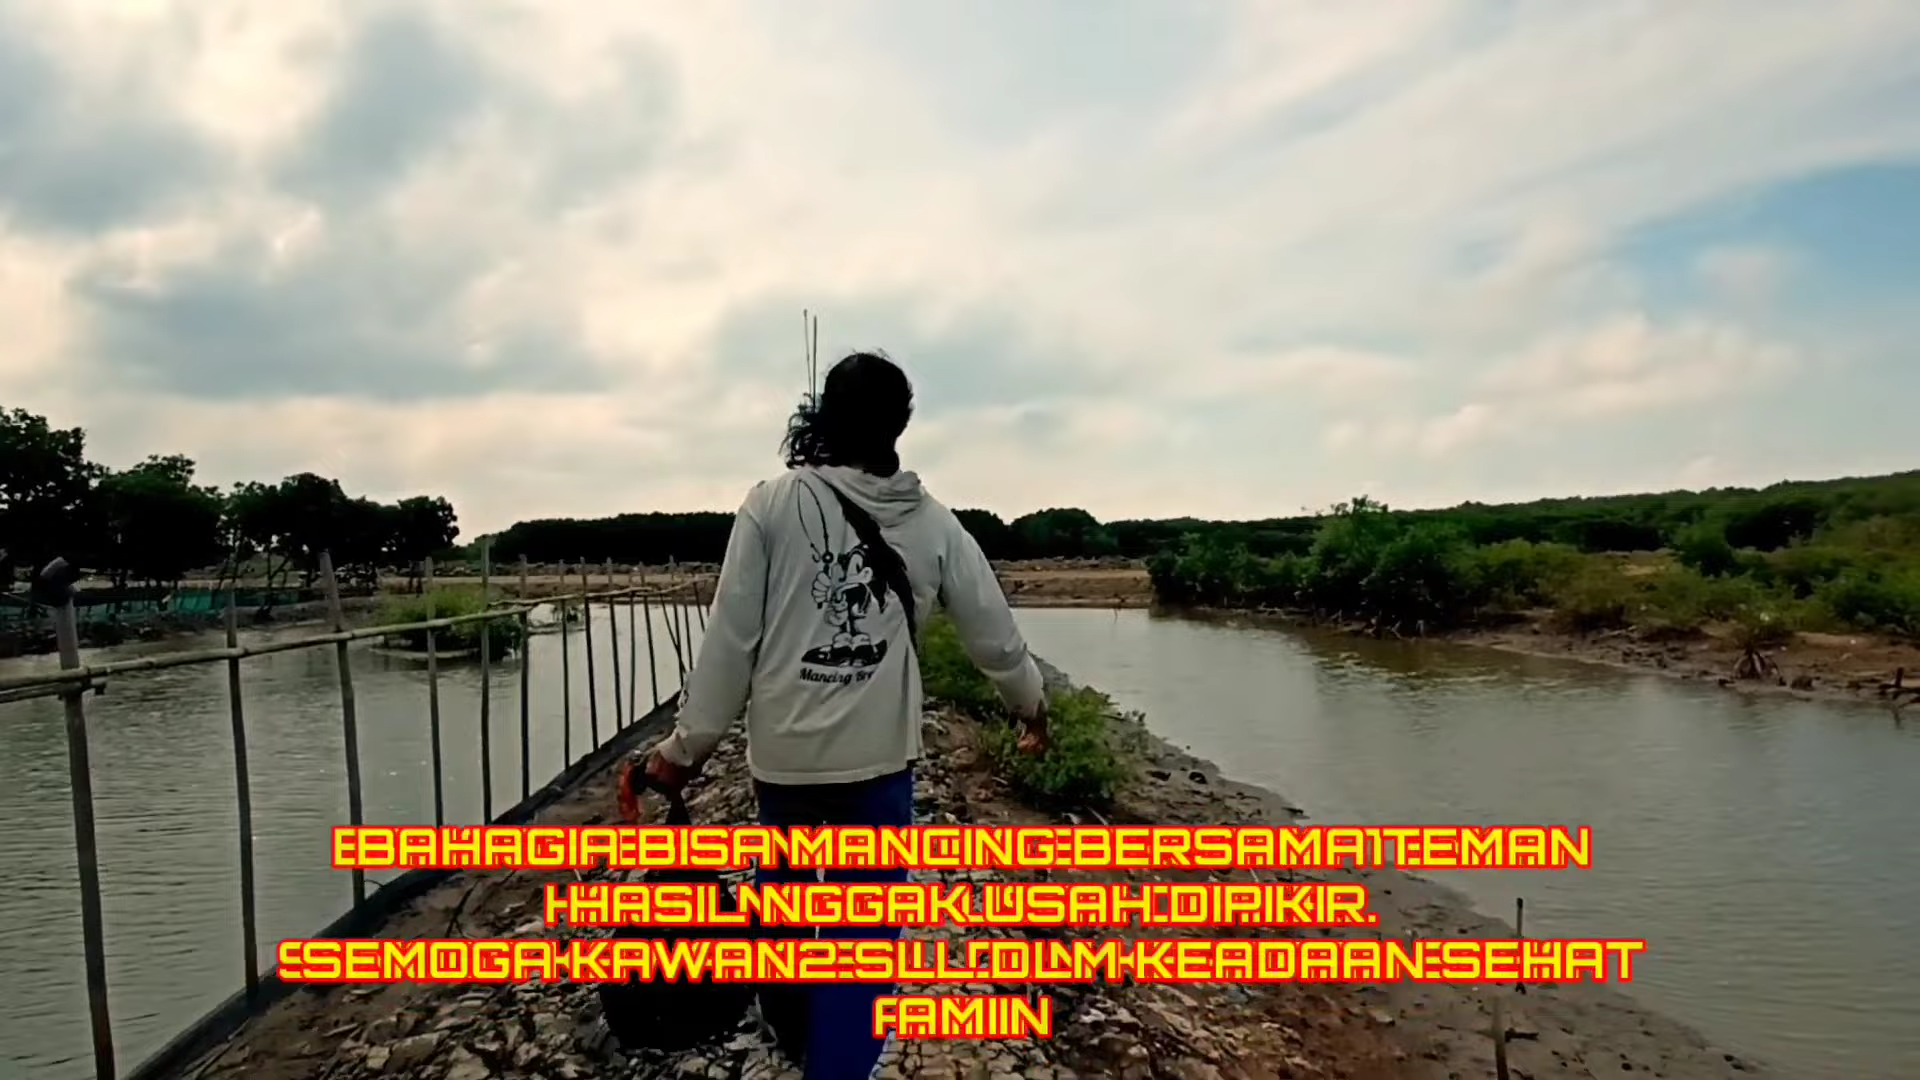 Mancing
BAHAGIA BISA MANCING BERSAMA TEMAN
HASIL NGGAK USAH DIPIKIR.
SEMOGA KAWAN2 SLL DLM KEADAAN SEHAT
AMIIN